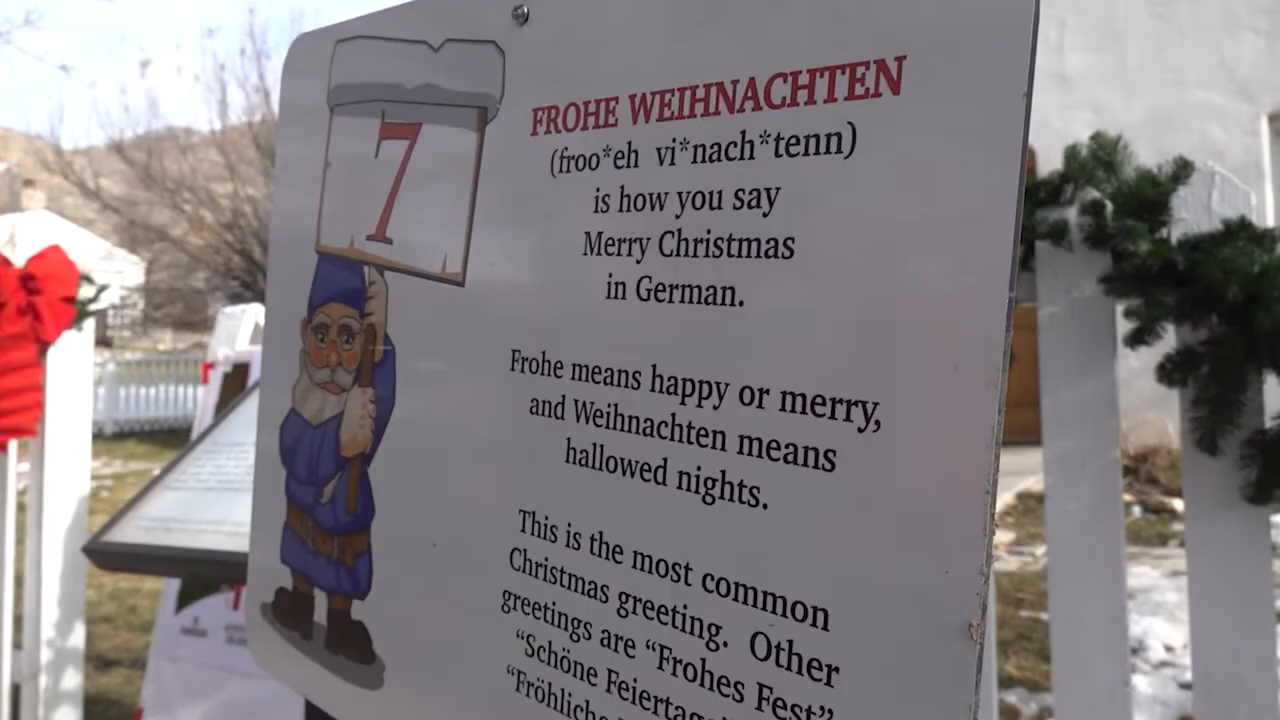 7
FROHE WEIHNACHTEN
(froo*eh vi*nach*tenn)
is how you say
Merry Christmas
in German.
Frohe means happy or merry,
and Weihnachten means
hallowed nights.
This is the most common
Christmas greeting. Other
greetings are “Frohes Fest”
“Schöne Feiertage
“Fröhliche